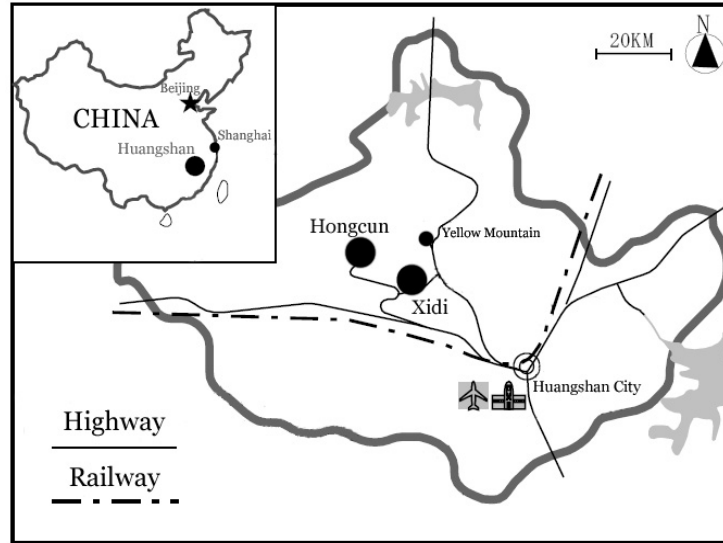 Beijing
CHINA
Shanghai
Huangshan
20KM
N
Hongcun
Yellow Mountain
Xidi
Huangshan City
Highway
Railway